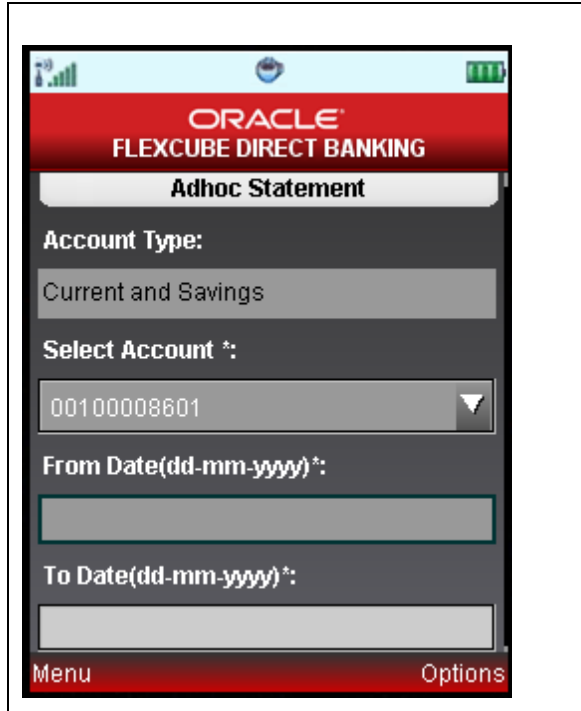 ORACLE
FLEXCUBE DIRECT BANKING
Adhoc Statement
Account Type:
Current and Savings
Select Account *:
00100008601
From Date(dd-mm-yyyy)*:
To Date(dd-mm-yyyy)*:
Menu Options